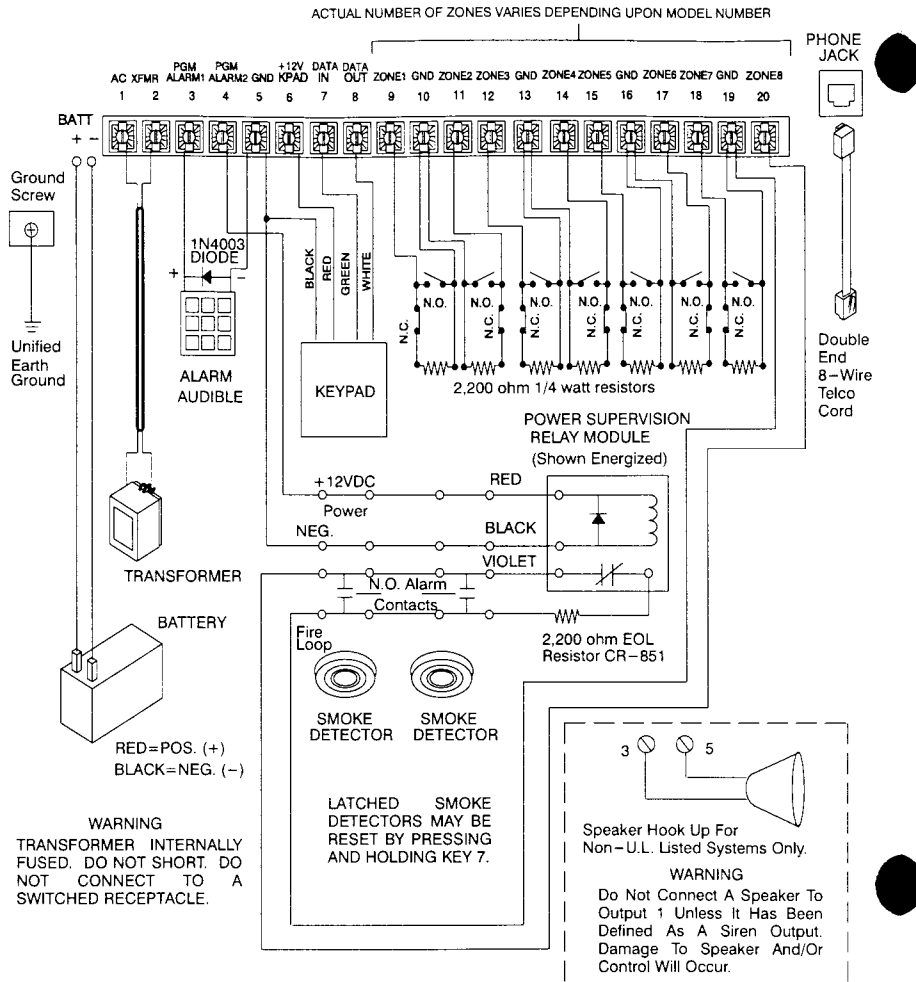 ACTUAL NUMBER OF ZONES VARIES DEPENDING UPON MODEL NUMBER
PHONE
JACK
AC XFMR PGM ALARM1 PGM ALARM2 GND +12V KPAD DATA IN DATA OUT ZONE1 GND ZONE2 ZONE3 GND ZONE4 ZONE5 GND ZONE6 ZONE7 GND ZONE8
1 2 3 4 5 6 7 8 9 10 11 12 13 14 15 16 17 18 19 20
BATT
+ −
Ground
Screw
Unified
Earth
Ground
1N4003
DIODE
+ −
ALARM
AUDIBLE
BLACK
RED
GREEN
WHITE
KEYPAD
N.O. N.O. N.O. N.O.
N.C. N.C. N.C. N.C. N.C. N.C. N.C.
2,200 ohm 1/4 watt resistors
Double
End
8-Wire
Telco
Cord
POWER SUPERVISION
RELAY MODULE
(Shown Energized)
+12VDC
Power
RED
NEG.
BLACK
VIOLET
N.O. Alarm
Contacts
Fire
Loop
2,200 ohm EOL
Resistor CR-851
TRANSFORMER
BATTERY
SMOKE
DETECTOR
SMOKE
DETECTOR
RED=POS. (+)
BLACK=NEG. (−)
LATCHED SMOKE
DETECTORS MAY BE
RESET BY PRESSING
AND HOLDING KEY 7.
WARNING
TRANSFORMER INTERNALLY
FUSED. DO NOT SHORT. DO
NOT CONNECT TO A
SWITCHED RECEPTACLE.
3 5
Speaker Hook Up For
Non-U.L. Listed Systems Only.
WARNING
Do Not Connect A Speaker To
Output 1 Unless It Has Been
Defined As A Siren Output.
Damage To Speaker And/Or
Control Will Occur.